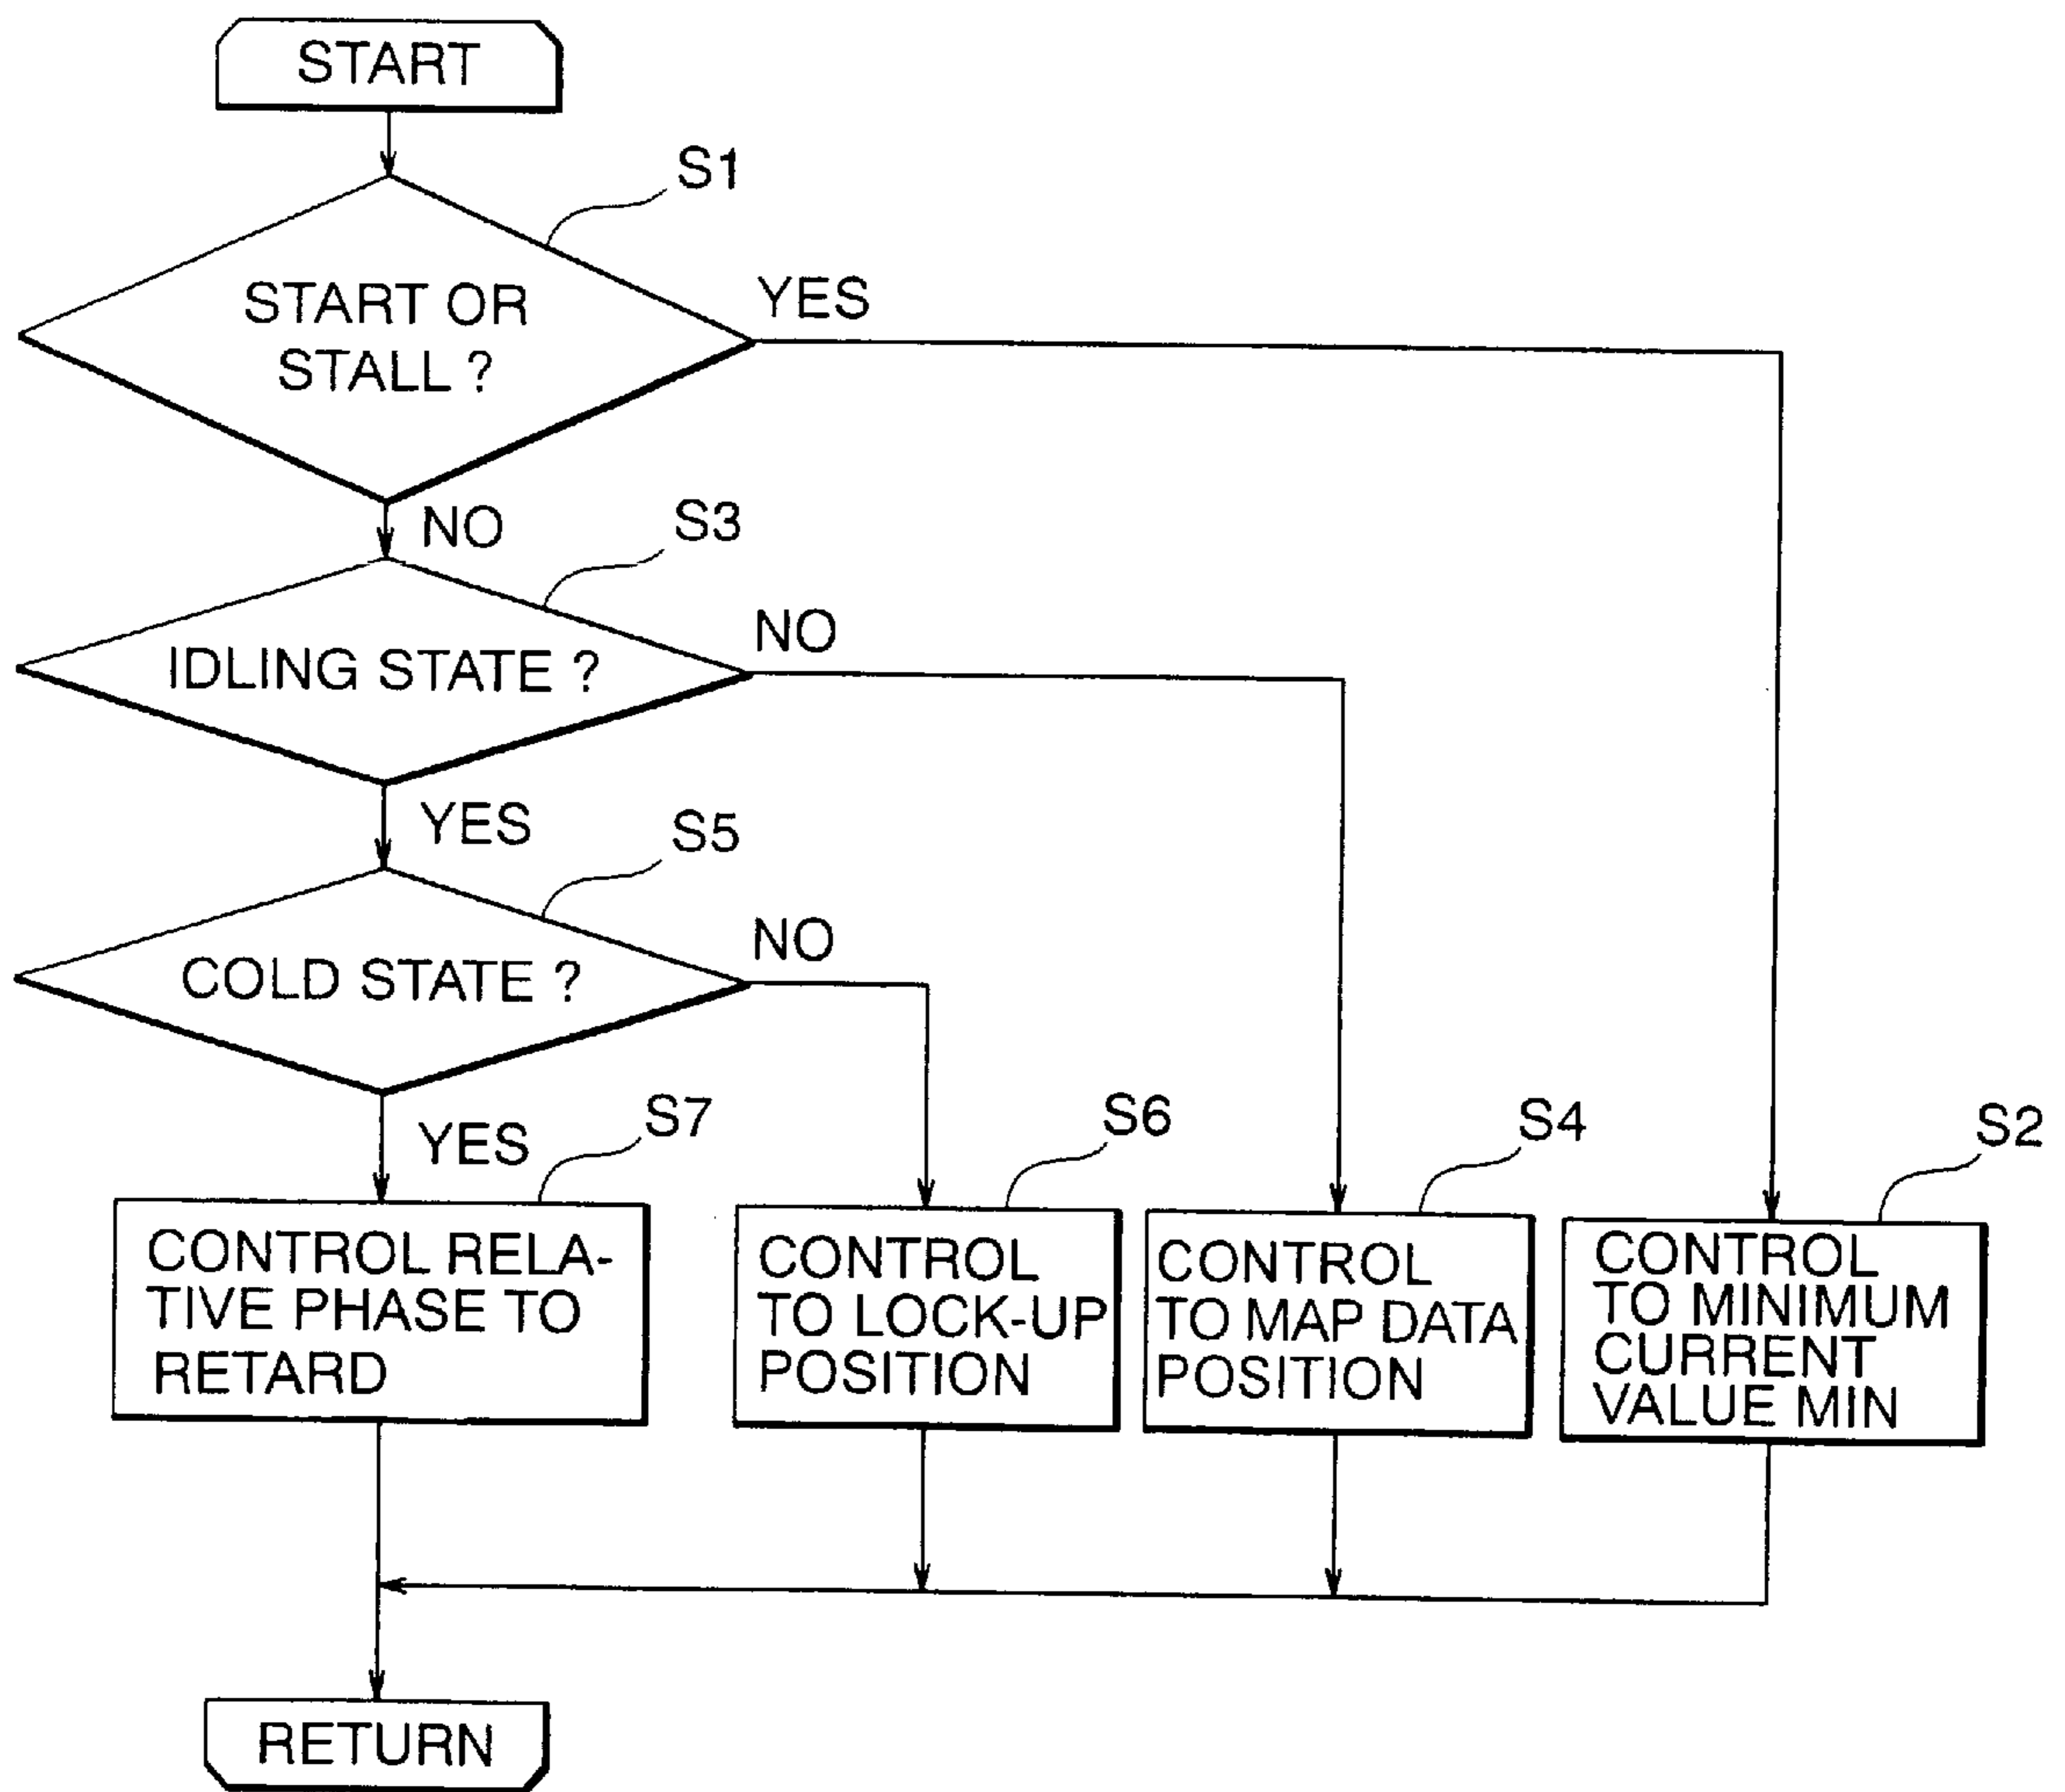 START
S1
START OR
STALL ?
YES
NO
S3
IDLING STATE ?
NO
YES
S5
COLD STATE ?
NO
YES
S7
CONTROL RELA-
TIVE PHASE TO
RETARD
S6
CONTROL
TO LOCK-UP
POSITION
S4
CONTROL
TO MAP DATA
POSITION
S2
CONTROL
TO MINIMUM
CURRENT
VALUE MIN
RETURN